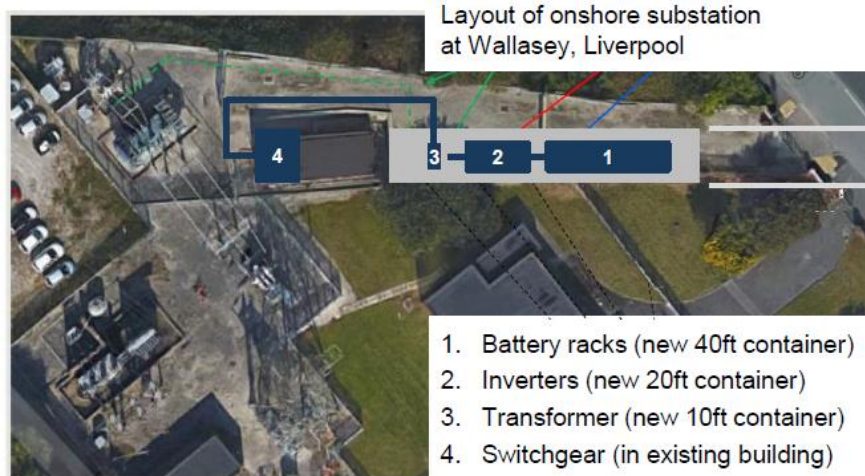 Layout of onshore substation
at Wallasey, Liverpool
4
3
2
1
1. Battery racks (new 40ft container)
2. Inverters (new 20ft container)
3. Transformer (new 10ft container)
4. Switchgear (in existing building)